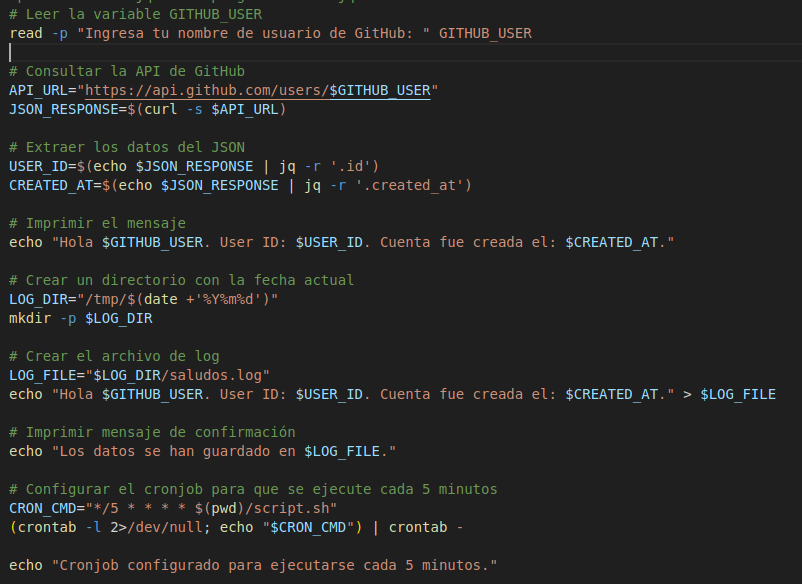 # Leer la variable GITHUB_USER
read -p "Ingresa tu nombre de usuario de GitHub: " GITHUB_USER
# Consultar la API de GitHub
API_URL="https://api.github.com/users/$GITHUB_USER"
JSON_RESPONSE=$(curl -s $API_URL)
# Extraer los datos del JSON
USER_ID=$(echo $JSON_RESPONSE | jq -r '.id')
CREATED_AT=$(echo $JSON_RESPONSE | jq -r '.created_at')
# Imprimir el mensaje
echo "Hola $GITHUB_USER. User ID: $USER_ID. Cuenta fue creada el: $CREATED_AT."
# Crear un directorio con la fecha actual
LOG_DIR="/tmp/$(date +'%Y%m%d')"
mkdir -p $LOG_DIR
# Crear el archivo de log
LOG_FILE="$LOG_DIR/saludos.log"
echo "Hola $GITHUB_USER. User ID: $USER_ID. Cuenta fue creada el: $CREATED_AT." > $LOG_FILE
# Imprimir mensaje de confirmación
echo "Los datos se han guardado en $LOG_FILE."
# Configurar el cronjob para que se ejecute cada 5 minutos
CRON_CMD="*/5 * * * * $(pwd)/script.sh"
(crontab -l 2>/dev/null; echo "$CRON_CMD") | crontab -
echo "Cronjob configurado para ejecutarse cada 5 minutos."